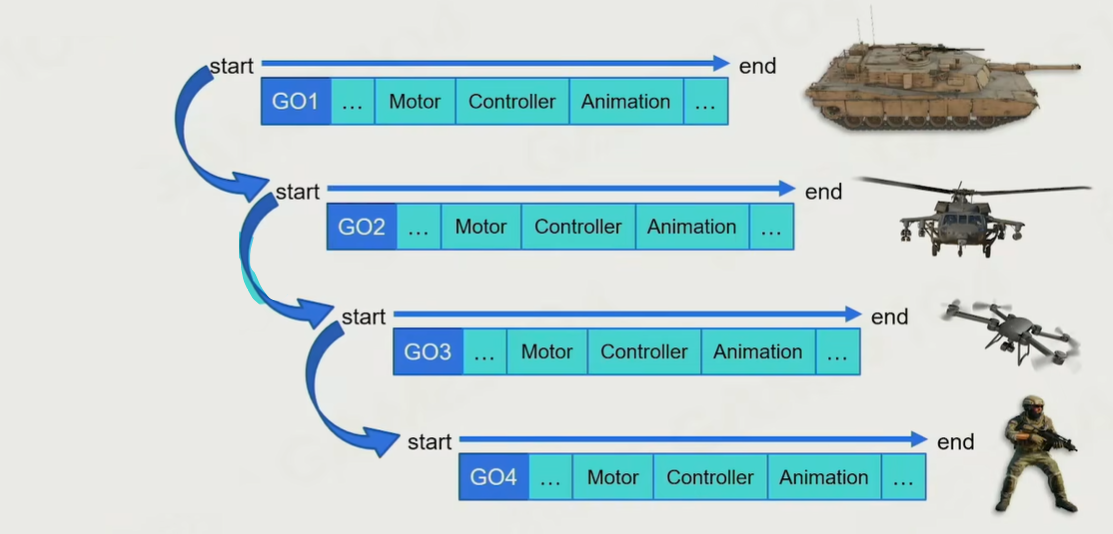 start end
GO1 … Motor Controller Animation …
start end
GO2 … Motor Controller Animation …
start end
GO3 … Motor Controller Animation …
start end
GO4 … Motor Controller Animation …